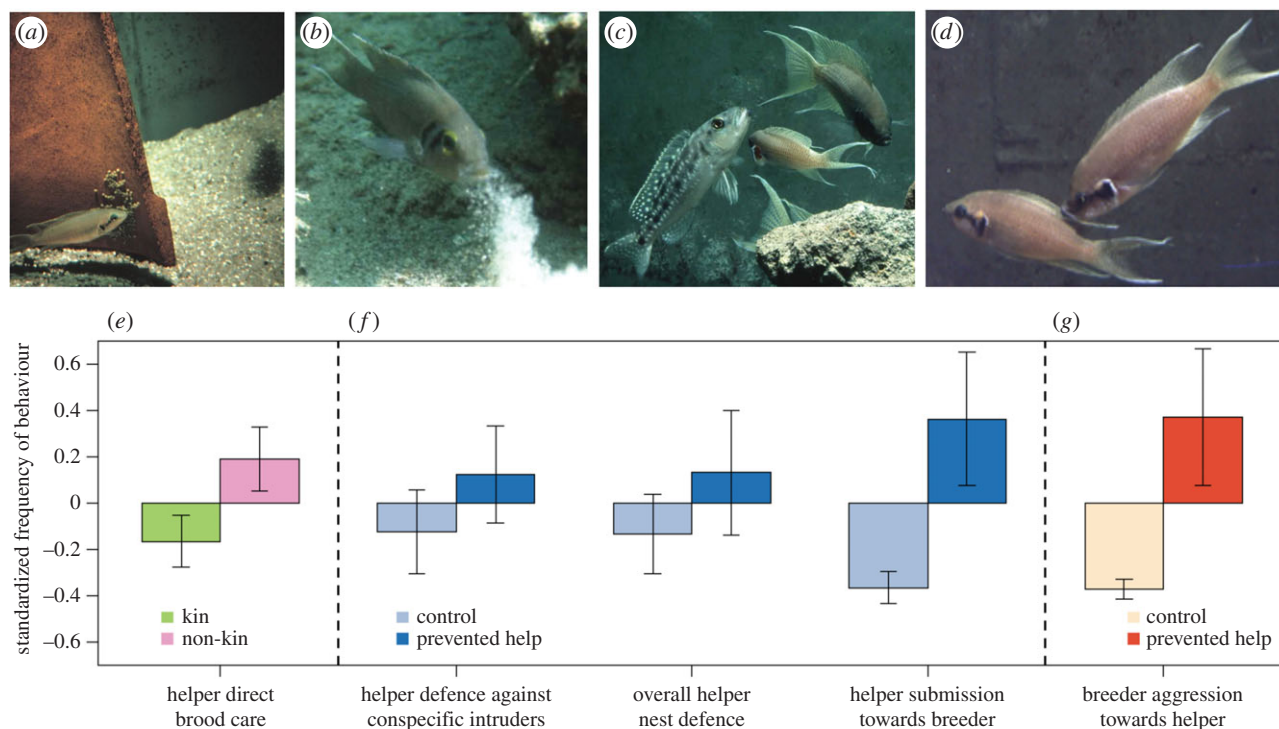 (a)
(b)
(c)
(d)
(e)
(f)
(g)
standardized frequency of behaviour
0.6
0.4
0.2
0
–0.2
–0.4
–0.6
kin
non-kin
control
prevented help
control
prevented help
helper direct
brood care
helper defence against
conspecific intruders
overall helper
nest defence
helper submission
towards breeder
breeder aggression
towards helper